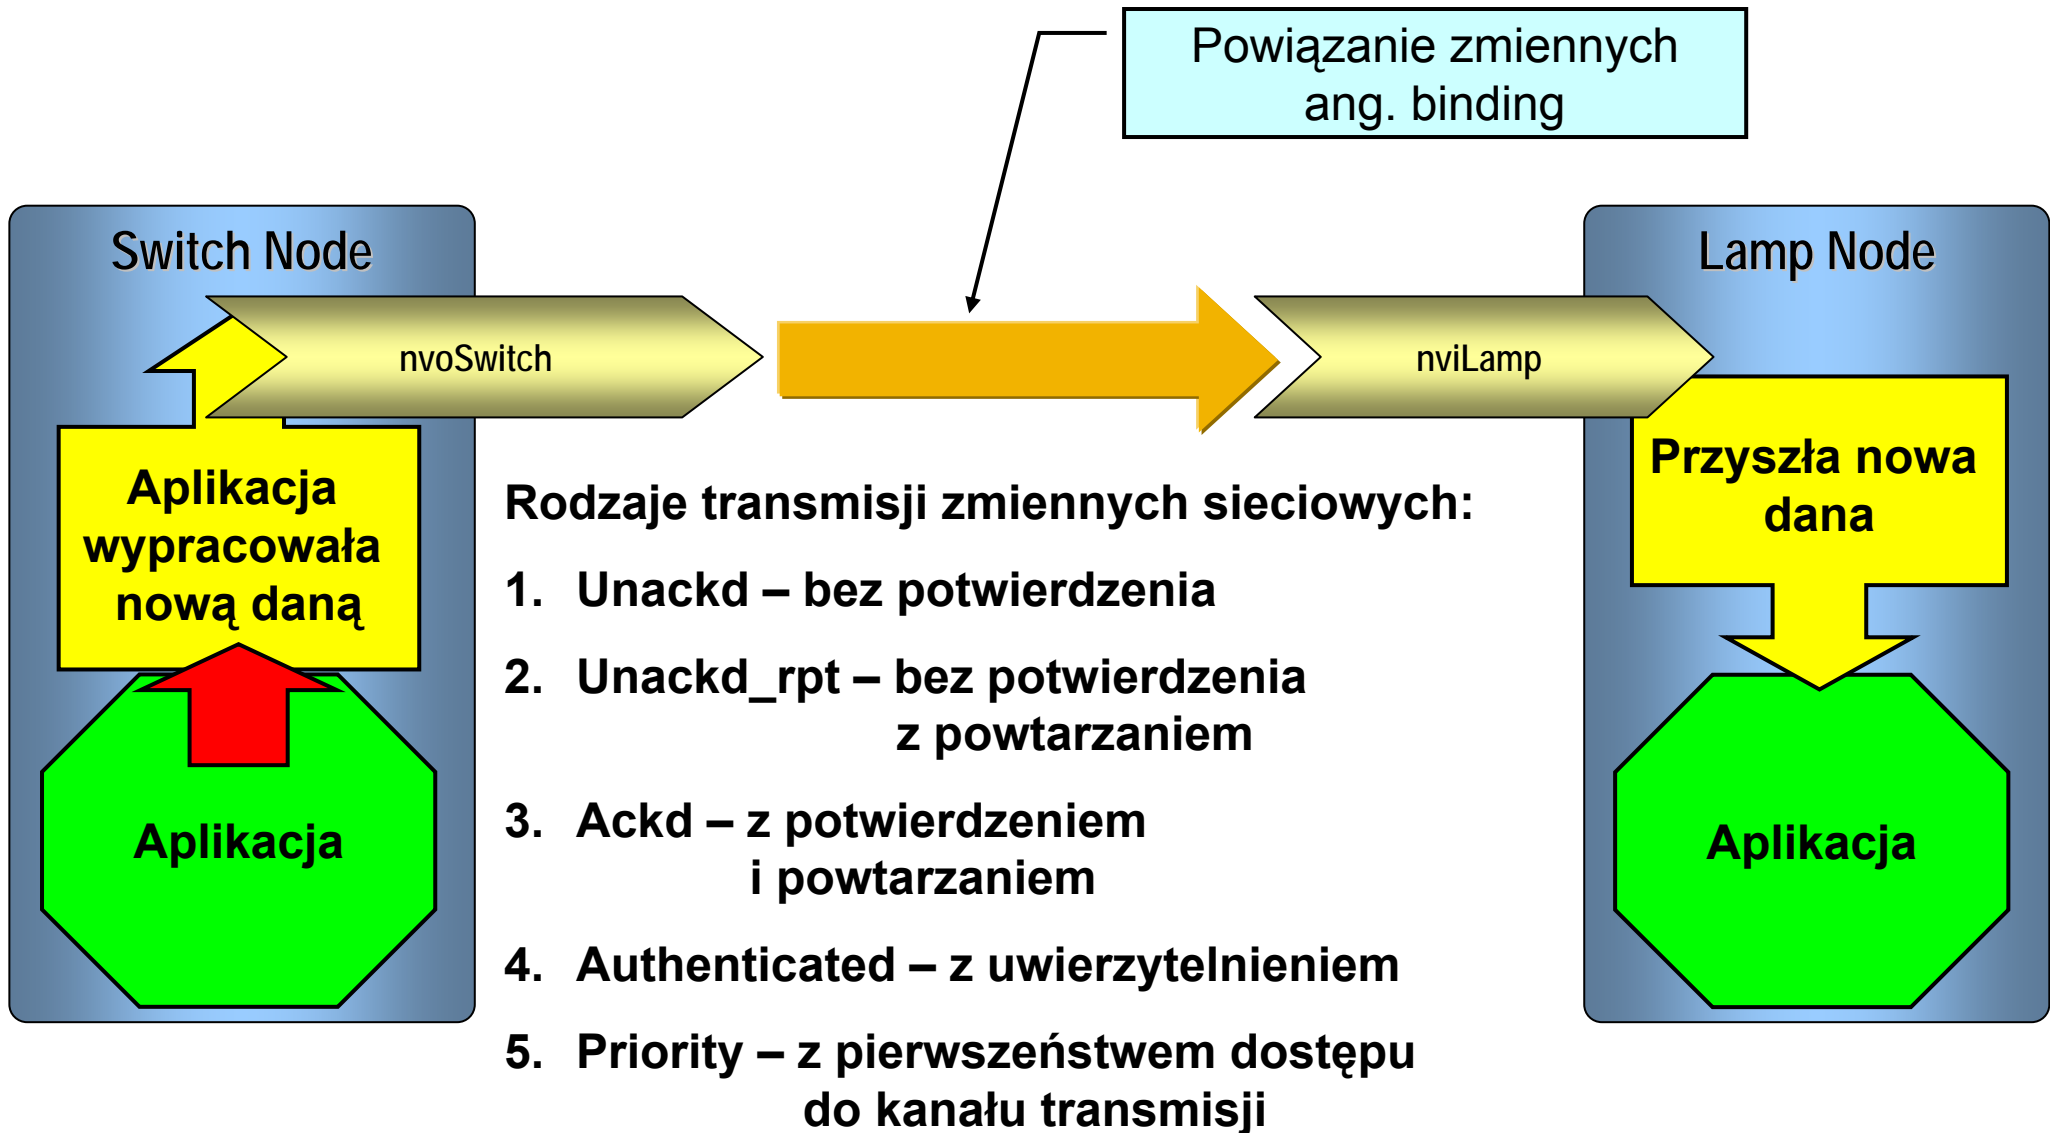 Powiązanie zmiennych
ang. binding
Switch Node
Lamp Node
nvoSwitch
nviLamp
Aplikacja
wypracowała
nową daną
Aplikacja
Przyszła nowa
dana
Aplikacja
Rodzaje transmisji zmiennych sieciowych:
1. Unackd – bez potwierdzenia
2. Unackd_rpt – bez potwierdzenia
z powtarzaniem
3. Ackd – z potwierdzeniem
i powtarzaniem
4. Authenticated – z uwierzytelnieniem
5. Priority – z pierwszeństwem dostępu
do kanału transmisji